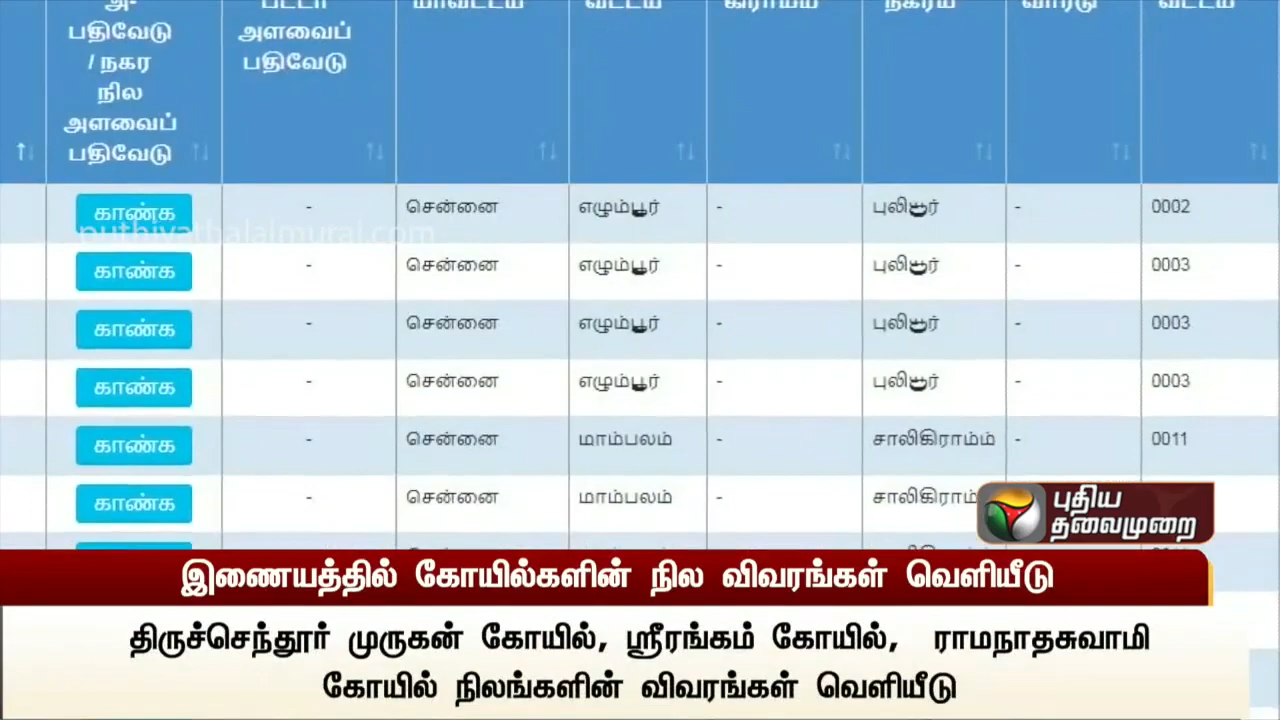 அ-
பதிவேடு
/ நகர
நில
அளவைப்
பதிவேடு
பட்டா
அளவைப்
பதிவேடு
மாவட்டம்
வட்டம்
கிராமம்
நகரம்
வார்டு
வட்டம்
காண்க - சென்னை எழும்பூர் - புலியூர் - 0002
puthiyathalaimurai.com
காண்க - சென்னை எழும்பூர் - புலியூர் - 0003
காண்க - சென்னை எழும்பூர் - புலியூர் - 0003
காண்க - சென்னை எழும்பூர் - புலியூர் - 0003
காண்க - சென்னை மாம்பலம் - சாலிகிராம்ம் - 0011
காண்க - சென்னை மாம்பலம் - சாலிகிராம்
புதிய
தலைமுறை
இணையத்தில் கோயில்களின் நில விவரங்கள் வெளியீடு
திருச்செந்தூர் முருகன் கோயில், ஸ்ரீரங்கம் கோயில், ராமநாதசுவாமி
கோயில் நிலங்களின் விவரங்கள் வெளியீடு